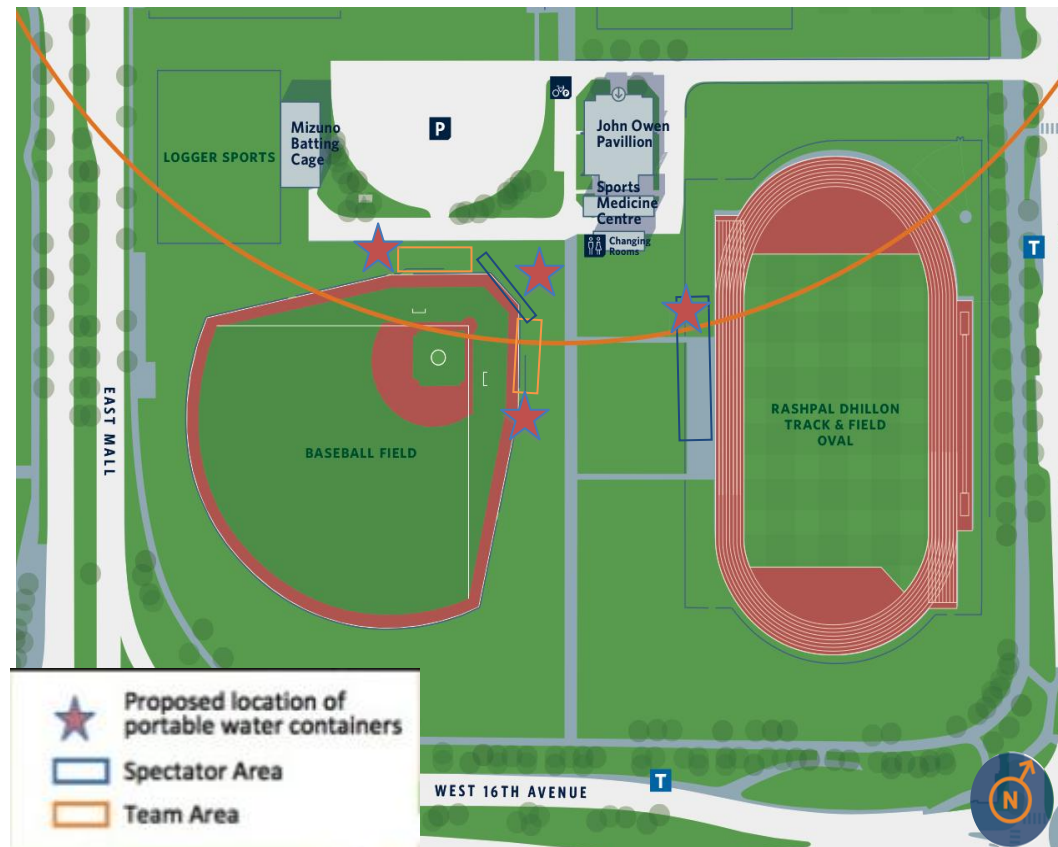 P
Mizuno
Batting
Cage
LOGGER SPORTS
John Owen
Pavillion
Sports
Medicine
Centre
Changing
Rooms
T
EAST MALL
BASEBALL FIELD
RASHPAL DHILLON
TRACK & FIELD
OVAL
Proposed location of
portable water containers
Spectator Area
Team Area
WEST 16TH AVENUE
T
N